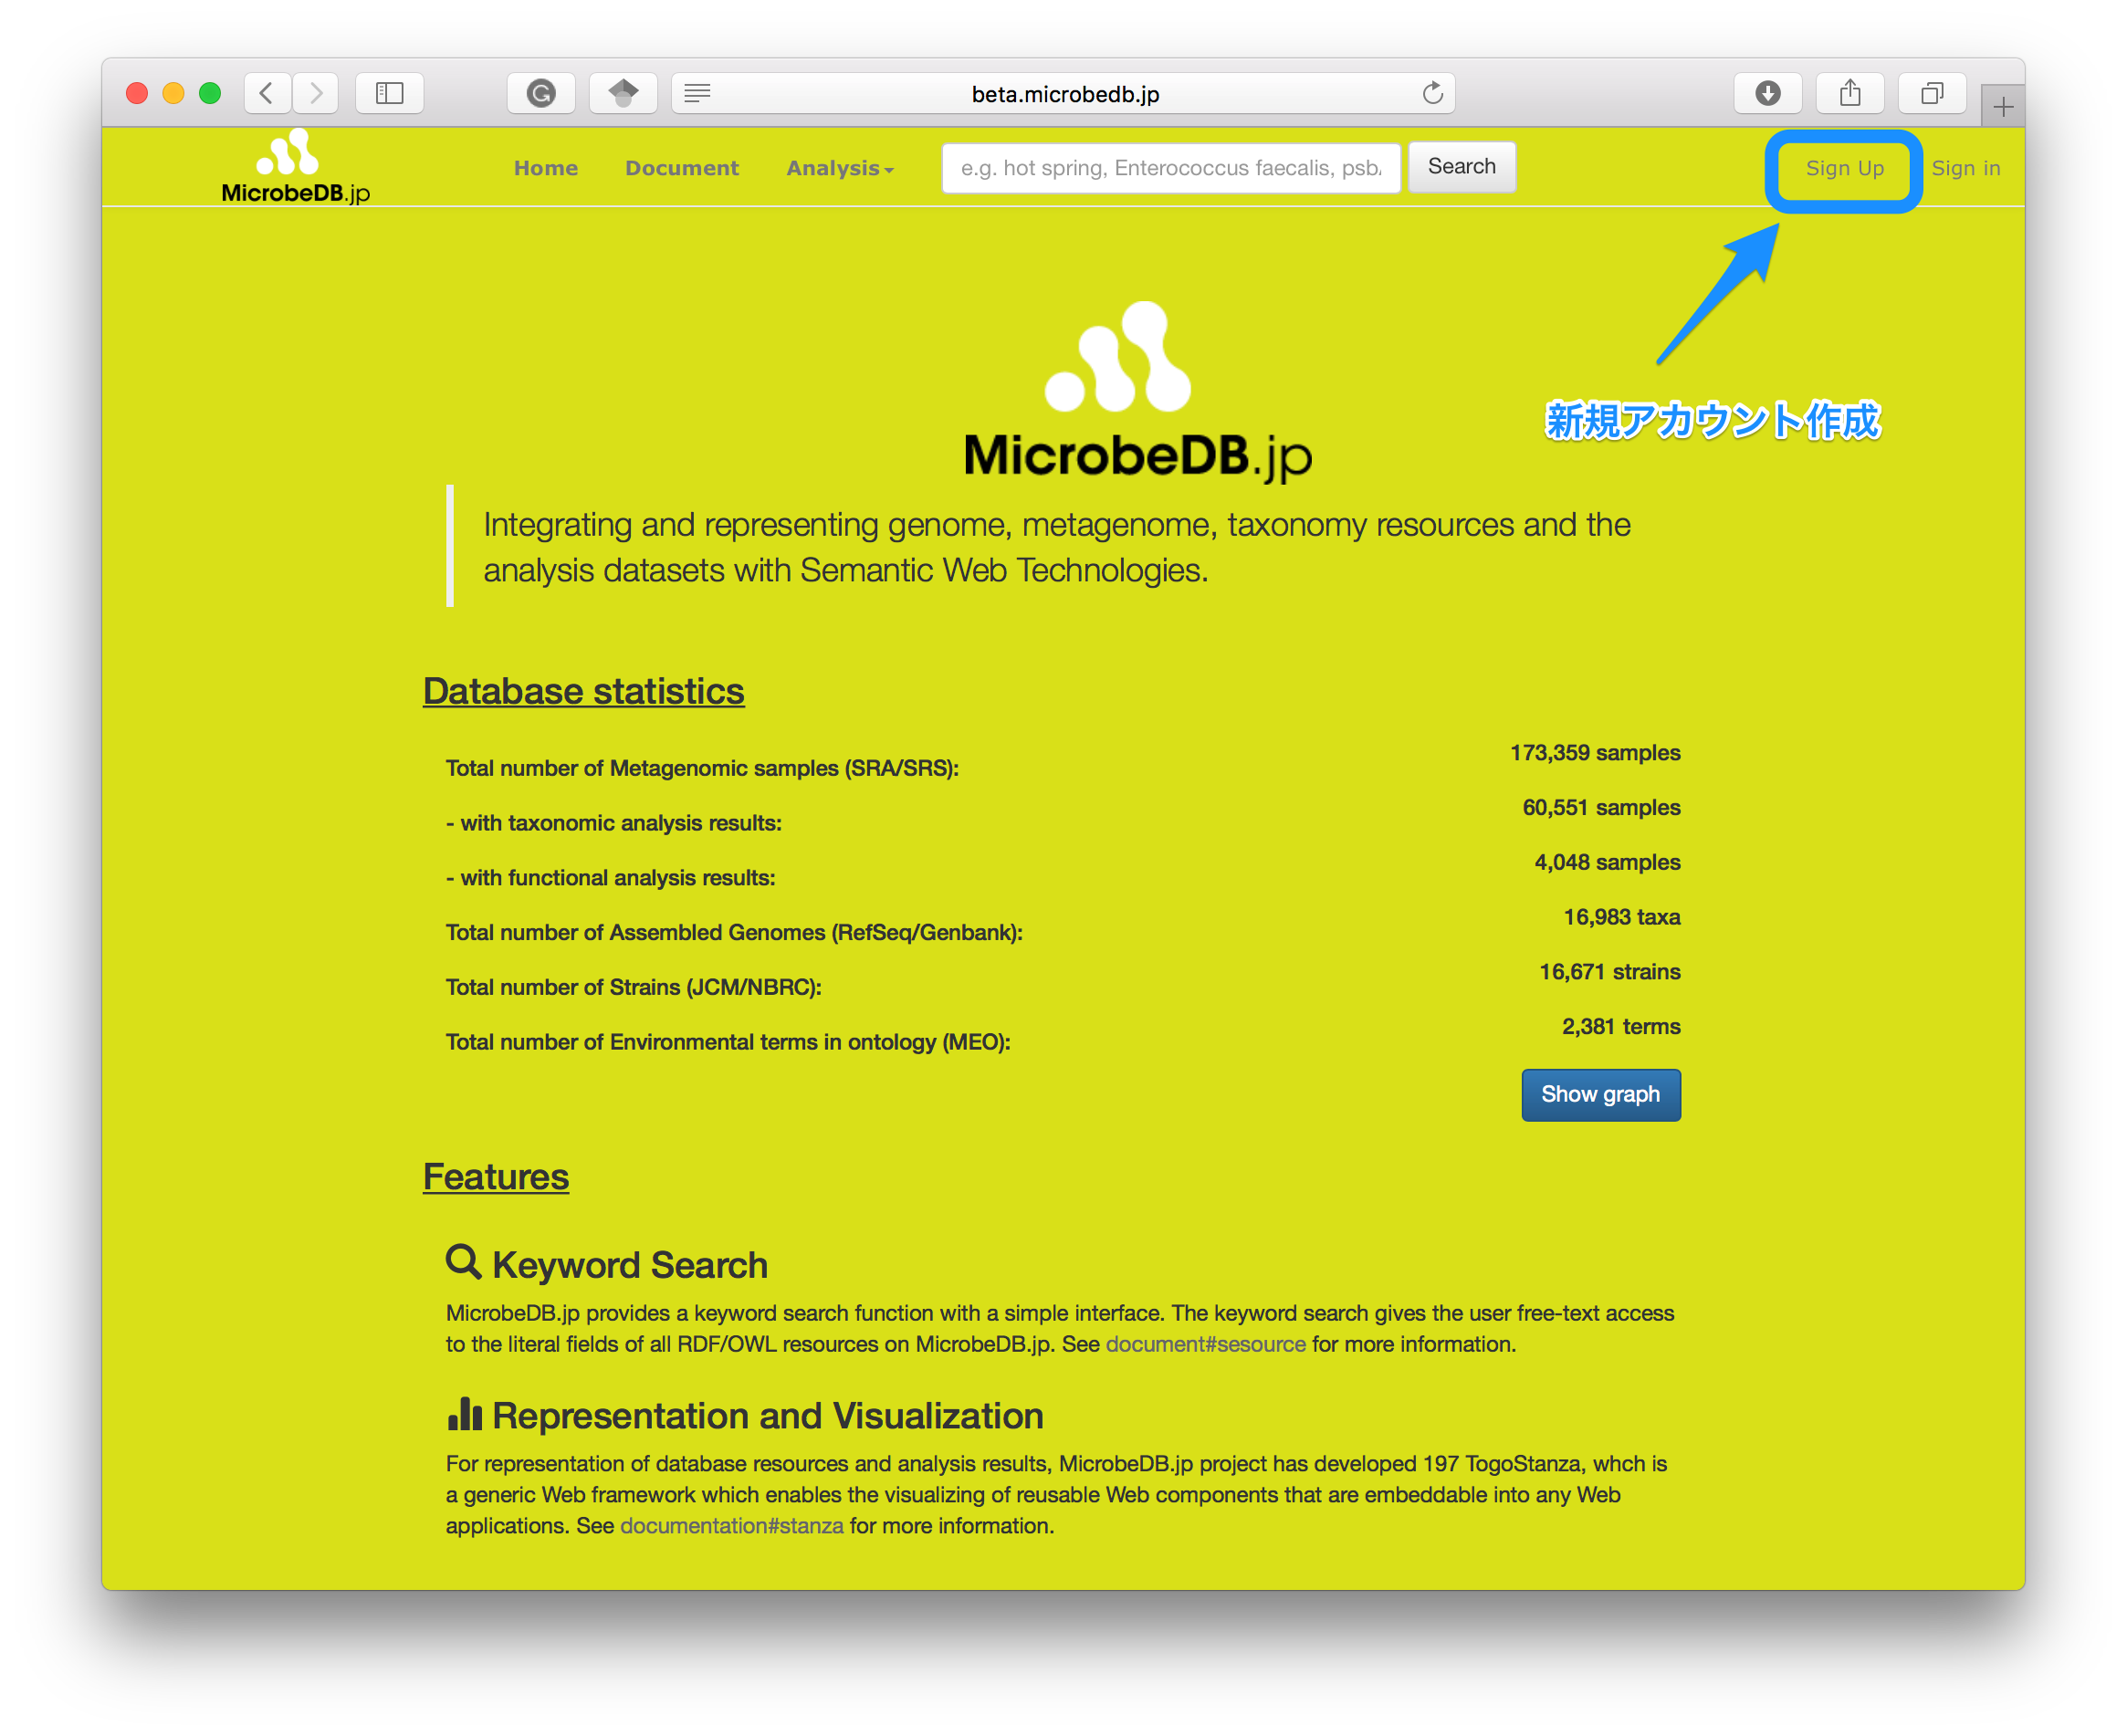 beta.microbedb.jp
MicrobeDB.jp
Home Document Analysis e.g. hot spring, Enterococcus faecalis, psb Search Sign Up Sign in
新規アカウント作成
MicrobeDB.jp
Integrating and representing genome, metagenome, taxonomy resources and the
analysis datasets with Semantic Web Technologies.
Database statistics
Total number of Metagenomic samples (SRA/SRS): 173,359 samples
- with taxonomic analysis results: 60,551 samples
- with functional analysis results: 4,048 samples
Total number of Assembled Genomes (RefSeq/Genbank): 16,983 taxa
Total number of Strains (JCM/NBRC): 16,671 strains
Total number of Environmental terms in ontology (MEO): 2,381 terms
Show graph
Features
Keyword Search
MicrobeDB.jp provides a keyword search function with a simple interface. The keyword search gives the user free-text access
to the literal fields of all RDF/OWL resources on MicrobeDB.jp. See document#sesource for more information.
Representation and Visualization
For representation of database resources and analysis results, MicrobeDB.jp project has developed 197 TogoStanza, whch is
a generic Web framework which enables the visualizing of reusable Web components that are embeddable into any Web
applications. See documentation#stanza for more information.